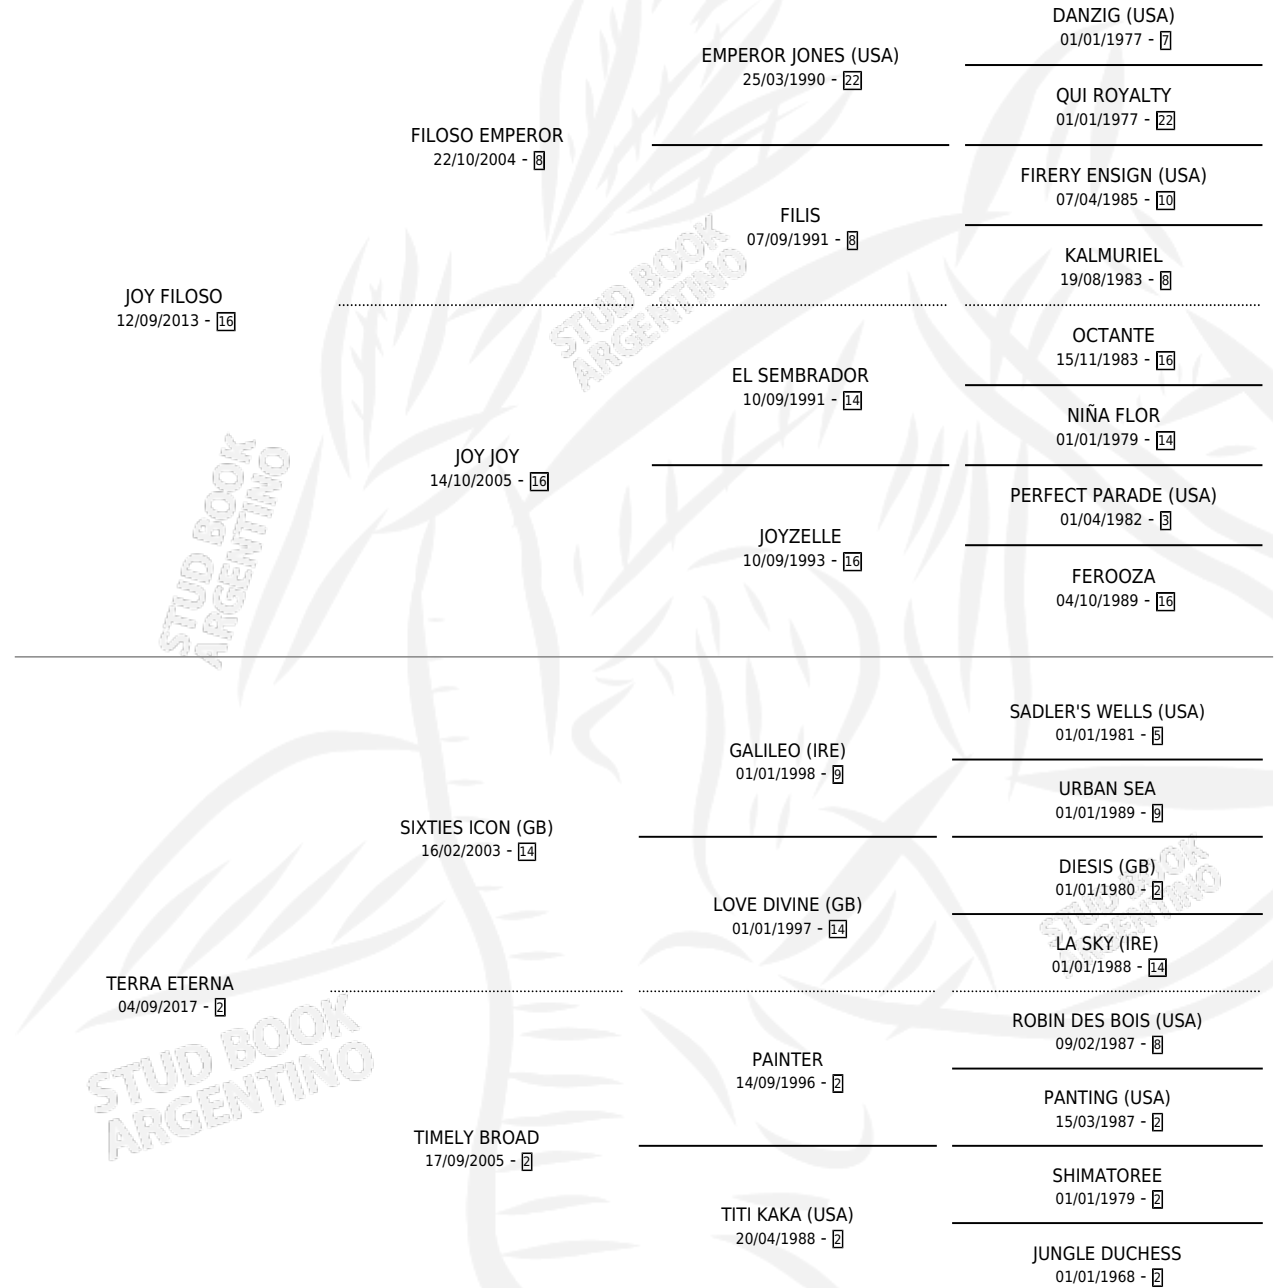 DANZIG (USA)
01/01/1977 - 7
EMPEROR JONES (USA)
25/03/1990 - 22
QUI ROYALTY
01/01/1977 - 22
FILOSO EMPEROR
22/10/2004 - 8
FIRERY ENSIGN (USA)
07/04/1985 - 10
FILIS
07/09/1991 - 8
KALMURIEL
19/08/1983 - 8
JOY FILOSO
12/09/2013 - 16
OCTANTE
15/11/1983 - 16
EL SEMBRADOR
10/09/1991 - 14
NIÑA FLOR
01/01/1979 - 14
JOY JOY
14/10/2005 - 16
PERFECT PARADE (USA)
01/04/1982 - 3
JOYZELLE
10/09/1993 - 16
FEROOZA
04/10/1989 - 16
STUD BOOK
ARGENTINO
STUD BOOK
ARGENTINO
SADLER'S WELLS (USA)
01/01/1981 - 5
GALILEO (IRE)
01/01/1998 - 9
URBAN SEA
01/01/1989 - 9
SIXTIES ICON (GB)
16/02/2003 - 14
DIESIS (GB)
01/01/1980 - 2
LOVE DIVINE (GB)
01/01/1997 - 14
LA SKY (IRE)
01/01/1988 - 14
TERRA ETERNA
04/09/2017 - 2
ROBIN DES BOIS (USA)
09/02/1987 - 8
PAINTER
14/09/1996 - 2
PANTING (USA)
15/03/1987 - 2
TIMELY BROAD
17/09/2005 - 2
SHIMATOREE
01/01/1979 - 2
TITI KAKA (USA)
20/04/1988 - 2
JUNGLE DUCHESS
01/01/1968 - 2
STUD BOOK
ARGENTINO
STUD BOOK
ARGENTINO